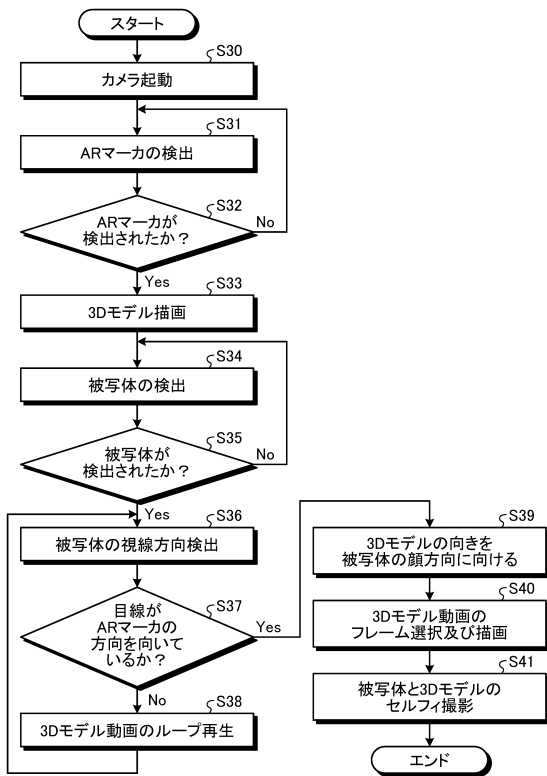 スタート
S30
カメラ起動
S31
ARマーカの検出
S32
ARマーカが
検出されたか？
No
Yes
S33
3Dモデル描画
S34
被写体の検出
S35
被写体が
検出されたか？
No
Yes
S36
被写体の視線方向検出
S37
目線が
ARマーカの
方向を向いて
いるか？
Yes
No
S38
3Dモデル動画のループ再生
S39
3Dモデルの向きを
被写体の顔方向に向ける
S40
3Dモデル動画の
フレーム選択及び描画
S41
被写体と3Dモデルの
セルフィ撮影
エンド